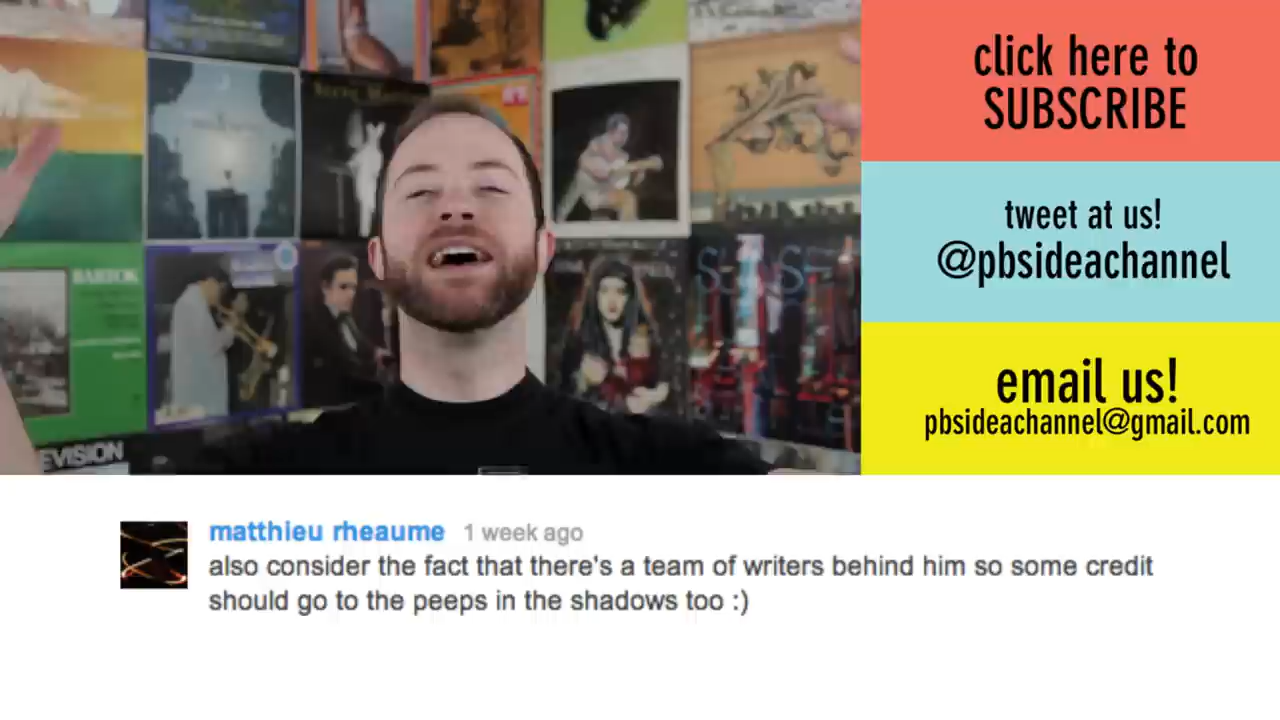 click here to
SUBSCRIBE
tweet at us!
@pbsideachannel
email us!
pbsideachannel@gmail.com
BARTOK
EVISION
matthieu rheaume 1 week ago
also consider the fact that there's a team of writers behind him so some credit
should go to the peeps in the shadows too :)